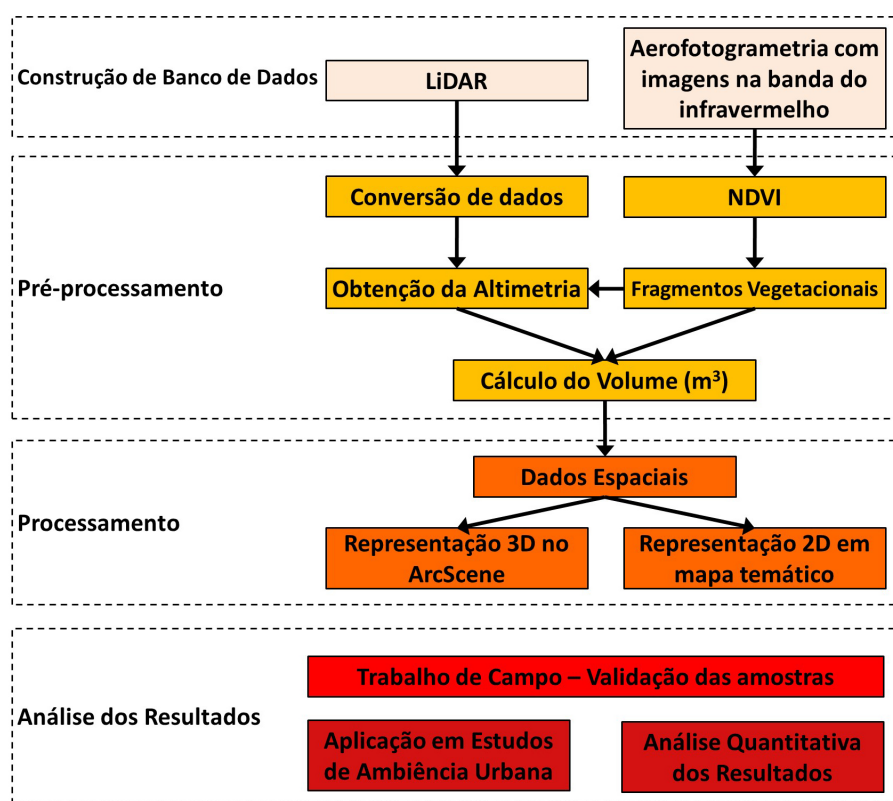 Construção de Banco de Dados
LiDAR
Aerofotogrametria com
imagens na banda do
infravermelho
Pré-processamento
Conversão de dados
NDVI
Obtenção da Altimetria
Fragmentos Vegetacionais
Cálculo do Volume (m³)
Processamento
Dados Espaciais
Representação 3D no
ArcScene
Representação 2D em
mapa temático
Análise dos Resultados
Trabalho de Campo – Validação das amostras
Aplicação em Estudos
de Ambiência Urbana
Análise Quantitativa
dos Resultados